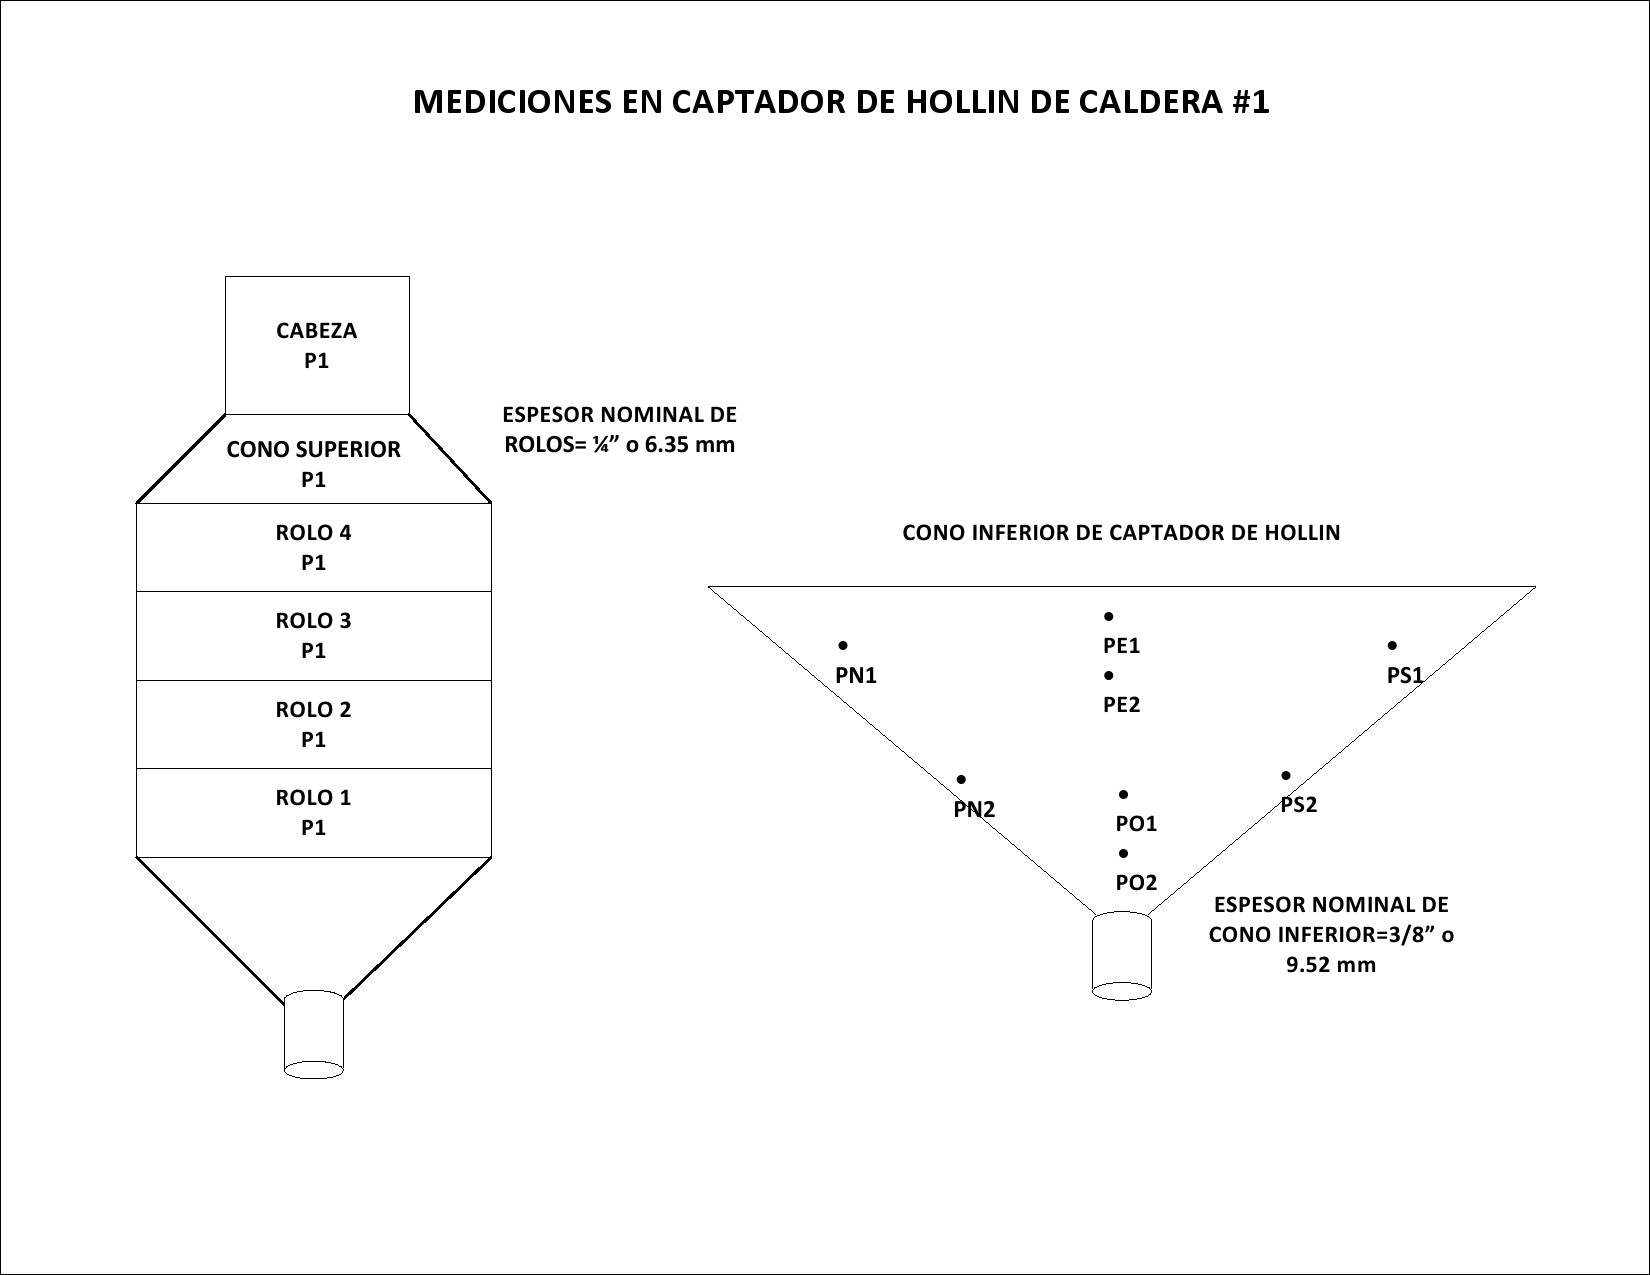 MEDICIONES EN CAPTADOR DE HOLLIN DE CALDERA #1
CABEZA
P1
CONO SUPERIOR
P1
ROLO 4
P1
ROLO 3
P1
ROLO 2
P1
ROLO 1
P1
ESPESOR NOMINAL DE
ROLOS= ¼” o 6.35 mm
CONO INFERIOR DE CAPTADOR DE HOLLIN
PE1
PN1
PS1
PE2
PN2
PS2
PO1
PO2
ESPESOR NOMINAL DE
CONO INFERIOR=3/8” o
9.52 mm